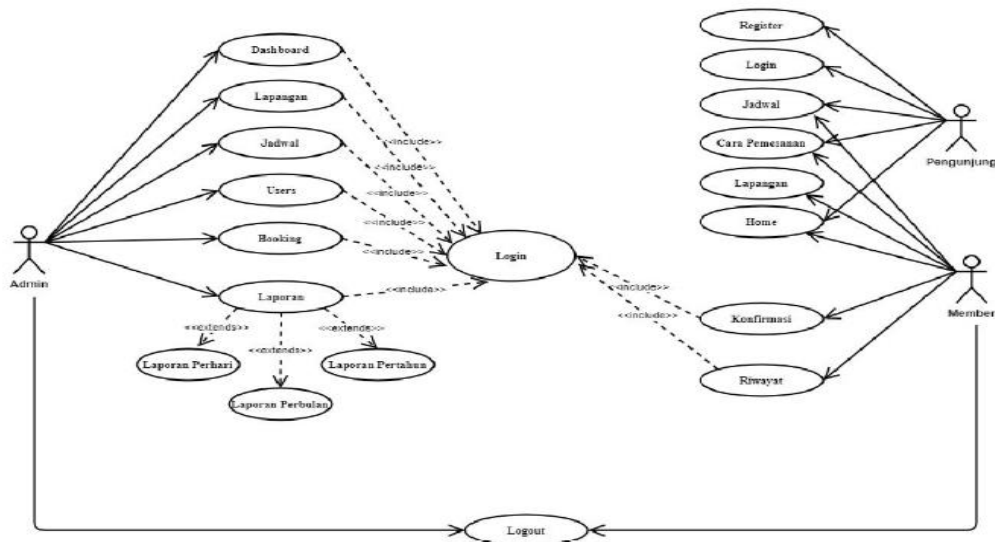 Dashboard
Lapangan
Jadwal
Users
Booking
Laporan
Laporan Perhari
Laporan Perbulan
Laporan Pertahun
Admin
<<include>>
<<include>>
<<include>>
<<include>>
<<include>>
<<extends>>
<<extends>>
<<extends>>
Login
<<include>>
<<include>>
Register
Login
Jadwal
Cara Pemesanan
Lapangan
Home
Konfirmasi
Riwayat
Pengunjung
Member
Logout